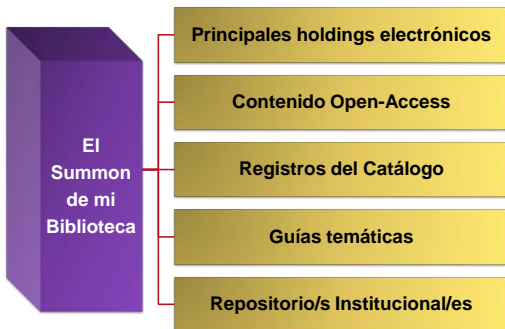 El
Summon
de mi
Biblioteca
Principales holdings electrónicos
Contenido Open-Access
Registros del Catálogo
Guías temáticas
Repositorio/s Institucional/es